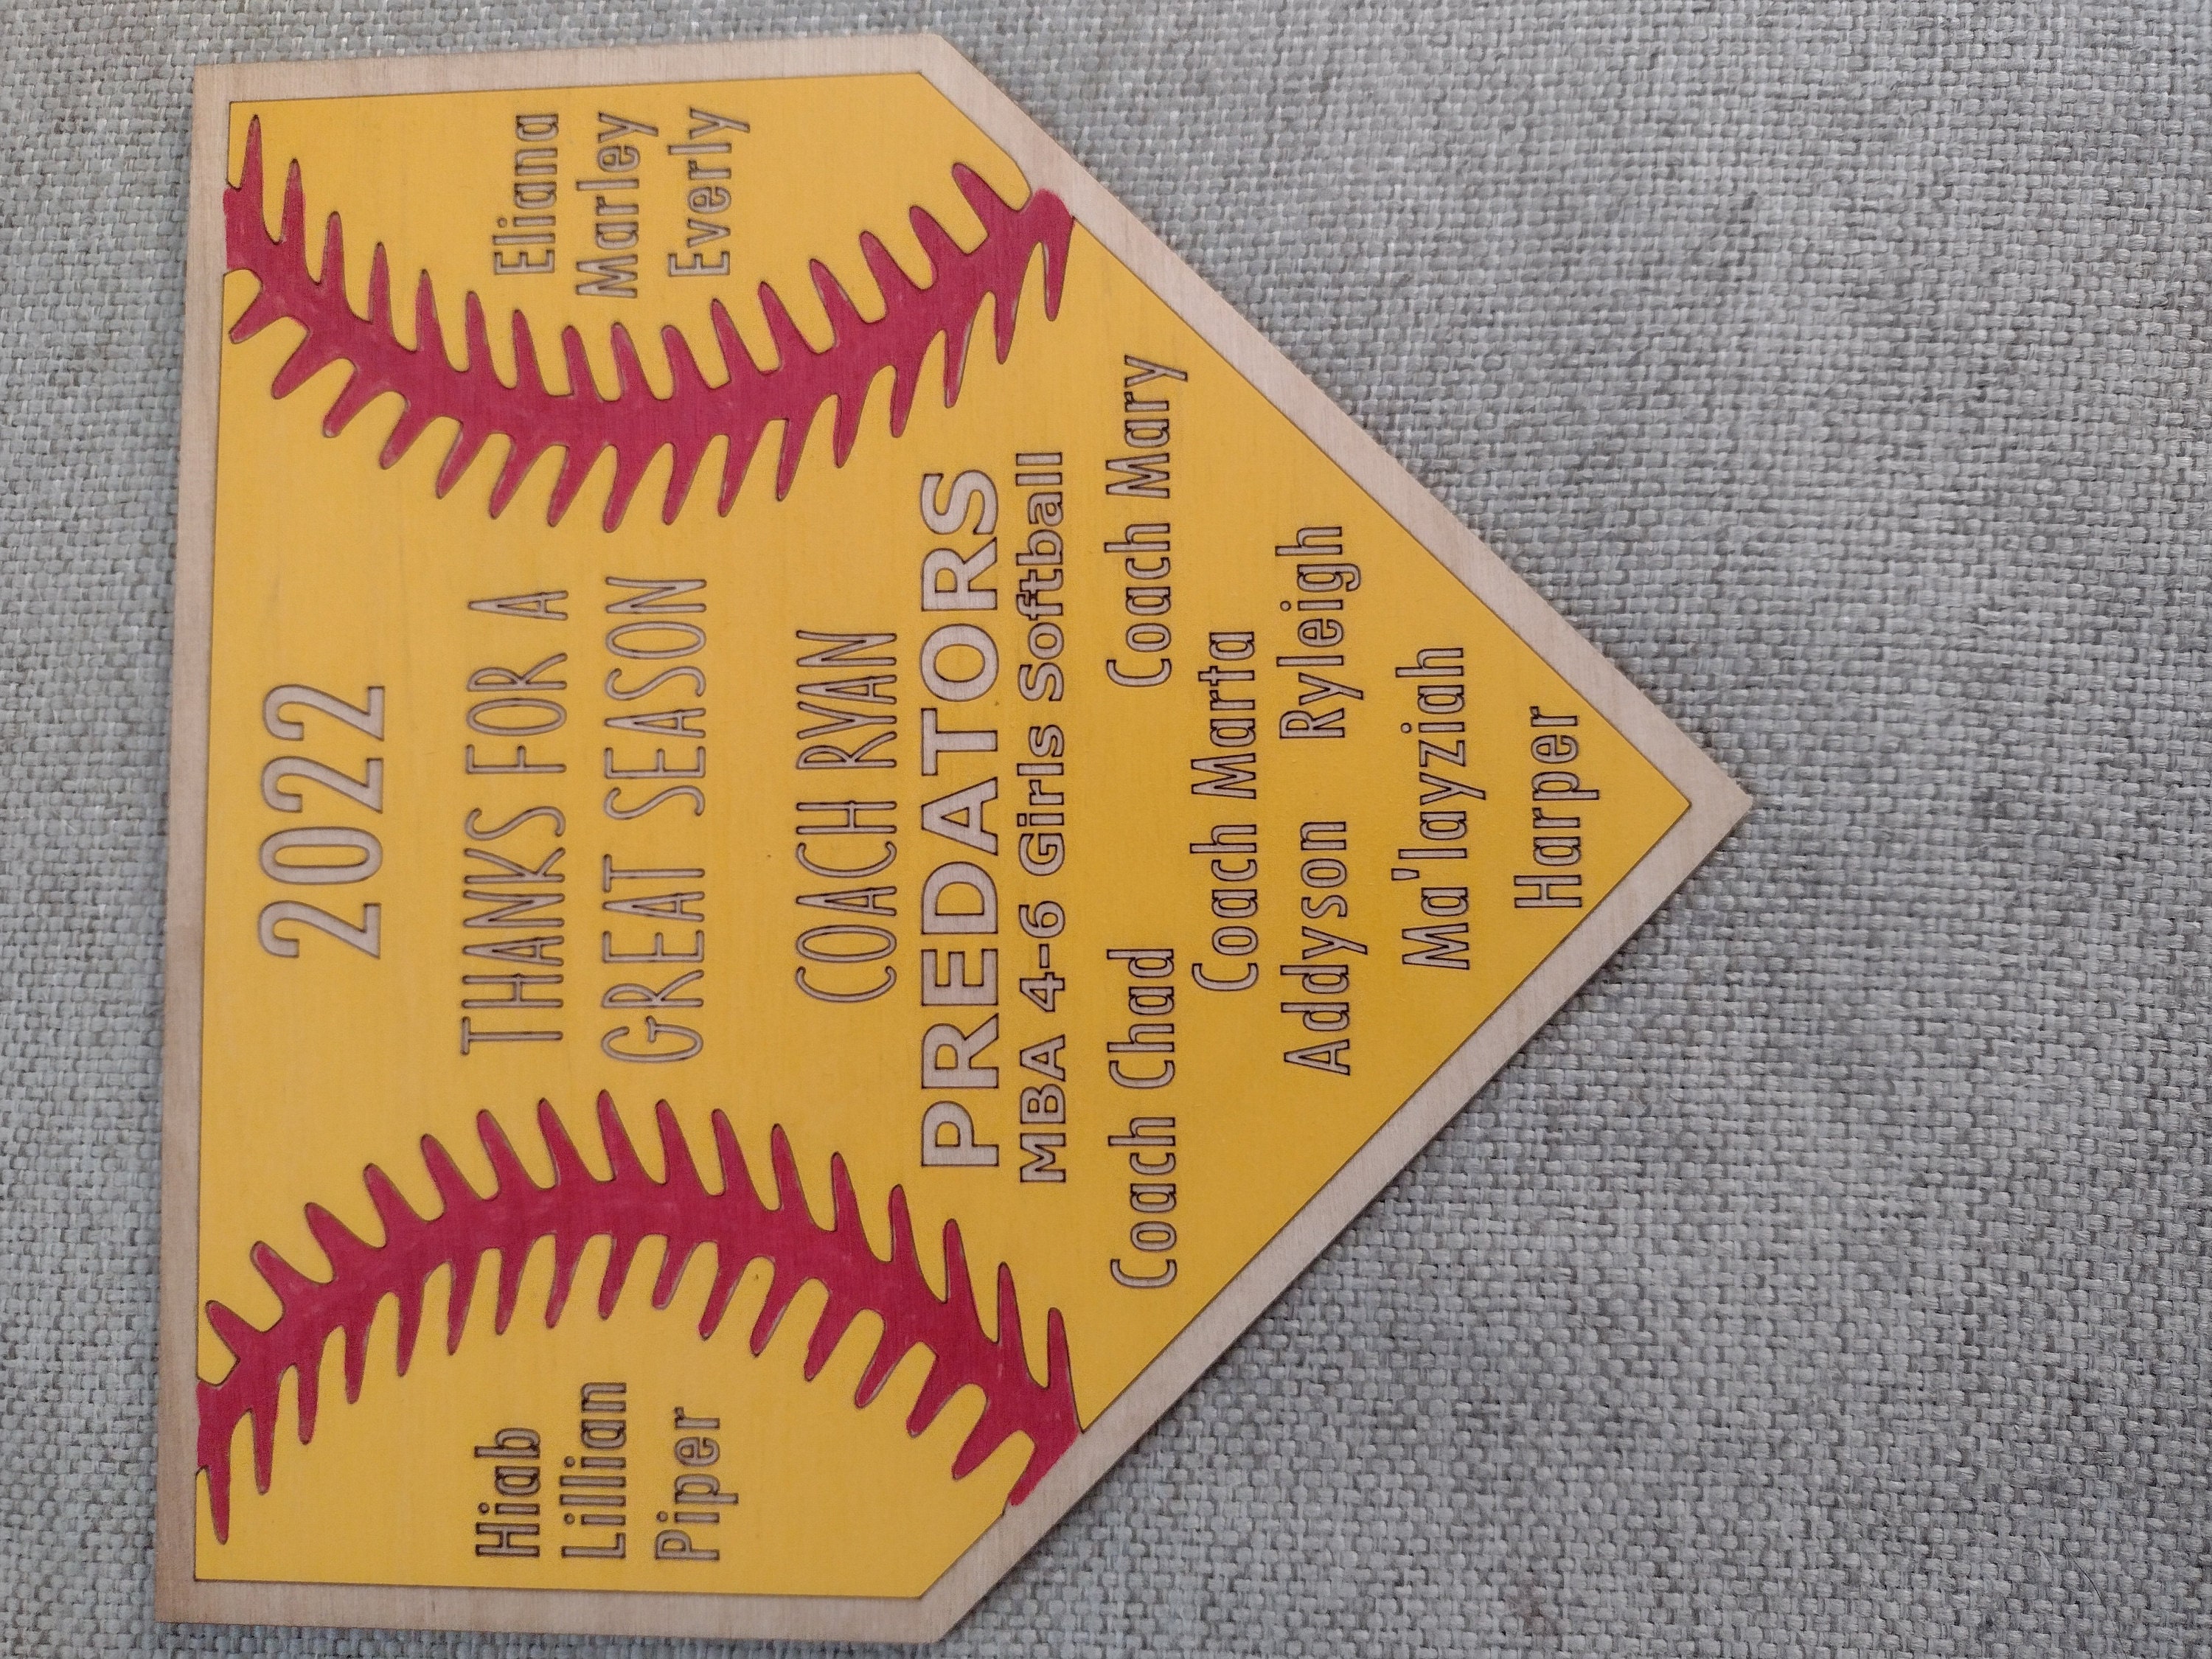 2022
THANKS FOR A
GREAT SEASON
Hiab
Lillian
Piper
Eliana
Marley
Everly
COACH RYAN
PREDATORS
MBA 4-6 Girls Softball
Coach Chad Coach Mary
Coach Marta
Addyson Ryleigh
Ma'layziah
Harper